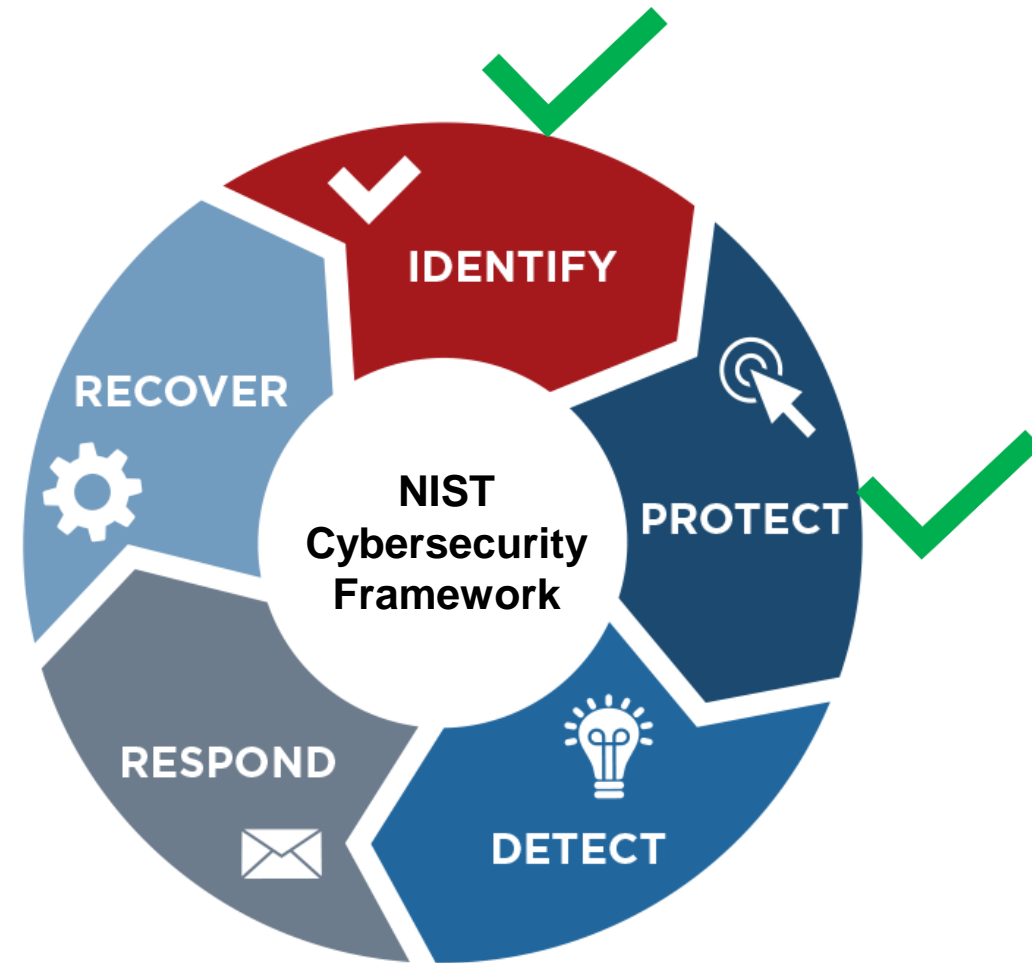 IDENTIFY
PROTECT
DETECT
RESPOND
RECOVER
NIST
Cybersecurity
Framework